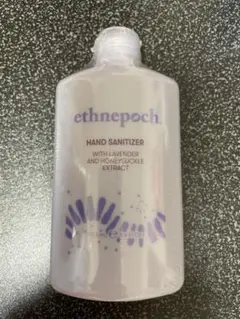 ethnepoch.
HAND SANITIZER
WITH LAVENDER
AND HONEYSUCKLE
EXTRACT